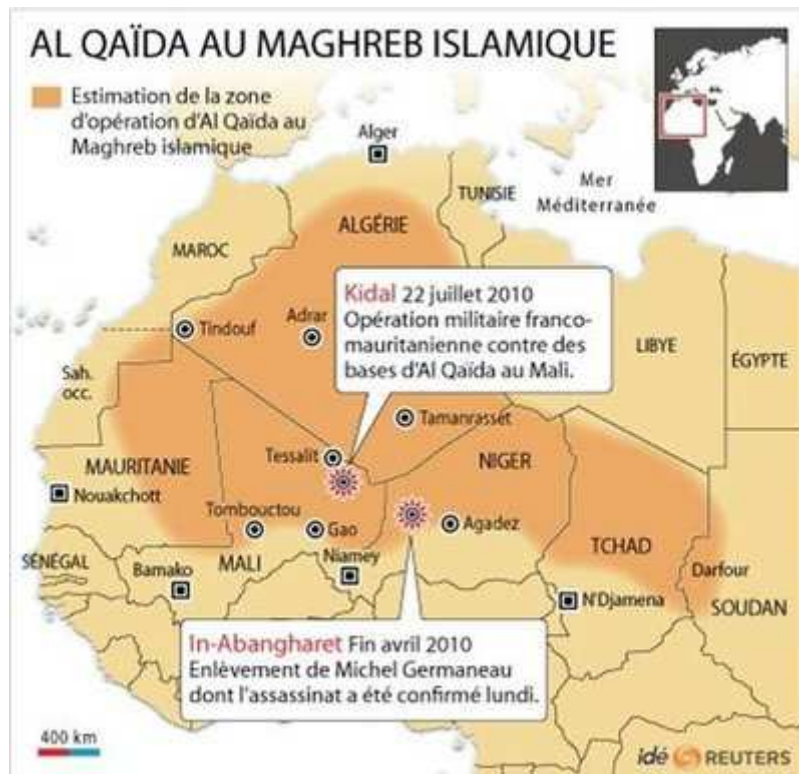 AL QAÏDA AU MAGHREB ISLAMIQUE
Estimation de la zone
d'opération d'Al Qaïda au
Maghreb islamique
Alger
TUNISIE
Mer
Méditerranée
ALGÉRIE
MAROC
Kidal 22 juillet 2010
Opération militaire franco-
mauritanienne contre des
bases d'Al Qaïda au Mali.
Adrar
Tindouf
LIBYE
ÉGYPTE
Sah.
occ.
Tamanrasset
Tessalit
NIGER
MAURITANIE
Nouakchott
Tombouctou
Gao
Agadez
TCHAD
SÉNÉGAL
MALI
Niamey
Bamako
Darfour
N'Djamena
SOUDAN
In-Abangharet Fin avril 2010
Enlèvement de Michel Germaneau
dont l'assassinat a été confirmé lundi.
400 km
idé REUTERS